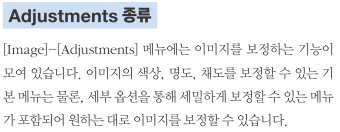 Adjustments 종류
[Image]-[Adjustments] 메뉴에는 이미지를 보정하는 기능이
모여 있습니다. 이미지의 색상, 명도, 채도를 보정할 수 있는 기
본 메뉴는 물론, 세부 옵션을 통해 세밀하게 보정할 수 있는 메뉴
가 포함되어 원하는 대로 이미지를 보정할 수 있습니다.